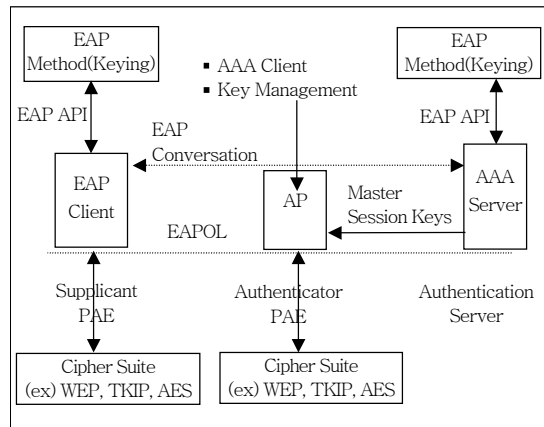 EAP
Method(Keying)
▪ AAA Client
▪ Key Management
EAP
Method(Keying)
EAP API
EAP API
EAP
Conversation
EAP
Client
AP
AAA
Server
Master
Session Keys
EAPOL
Supplicant
PAE
Authenticator
PAE
Authentication
Server
Cipher Suite
(ex) WEP, TKIP, AES
Cipher Suite
(ex) WEP, TKIP, AES